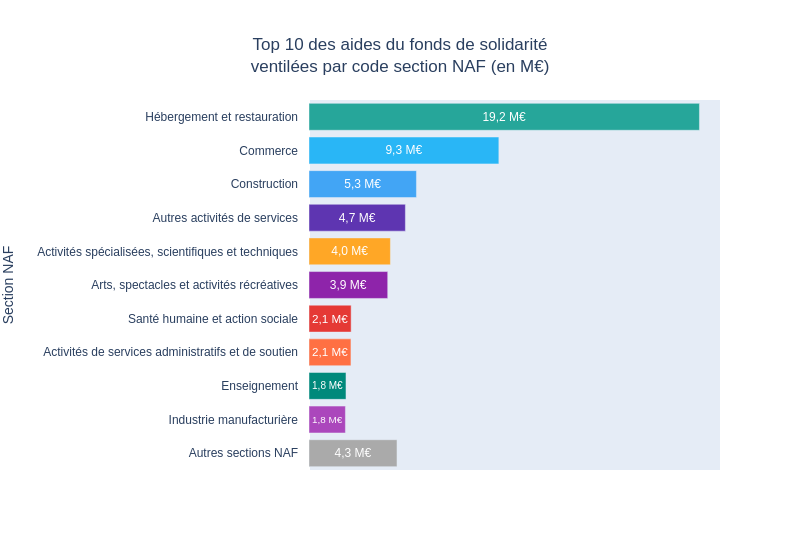 Top 10 des aides du fonds de solidarité
ventilées par code section NAF (en M€)
Section NAF
Hébergement et restauration 19,2 M€
Commerce 9,3 M€
Construction 5,3 M€
Autres activités de services 4,7 M€
Activités spécialisées, scientifiques et techniques 4,0 M€
Arts, spectacles et activités récréatives 3,9 M€
Santé humaine et action sociale 2,1 M€
Activités de services administratifs et de soutien 2,1 M€
Enseignement 1,8 M€
Industrie manufacturière 1,8 M€
Autres sections NAF 4,3 M€